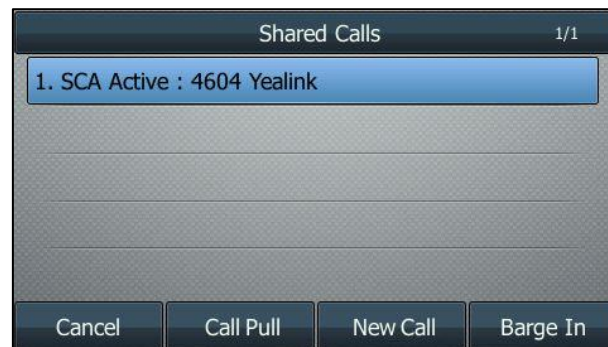 Shared Calls 1/1
1. SCA Active : 4604 Yealink
Cancel Call Pull New Call Barge In